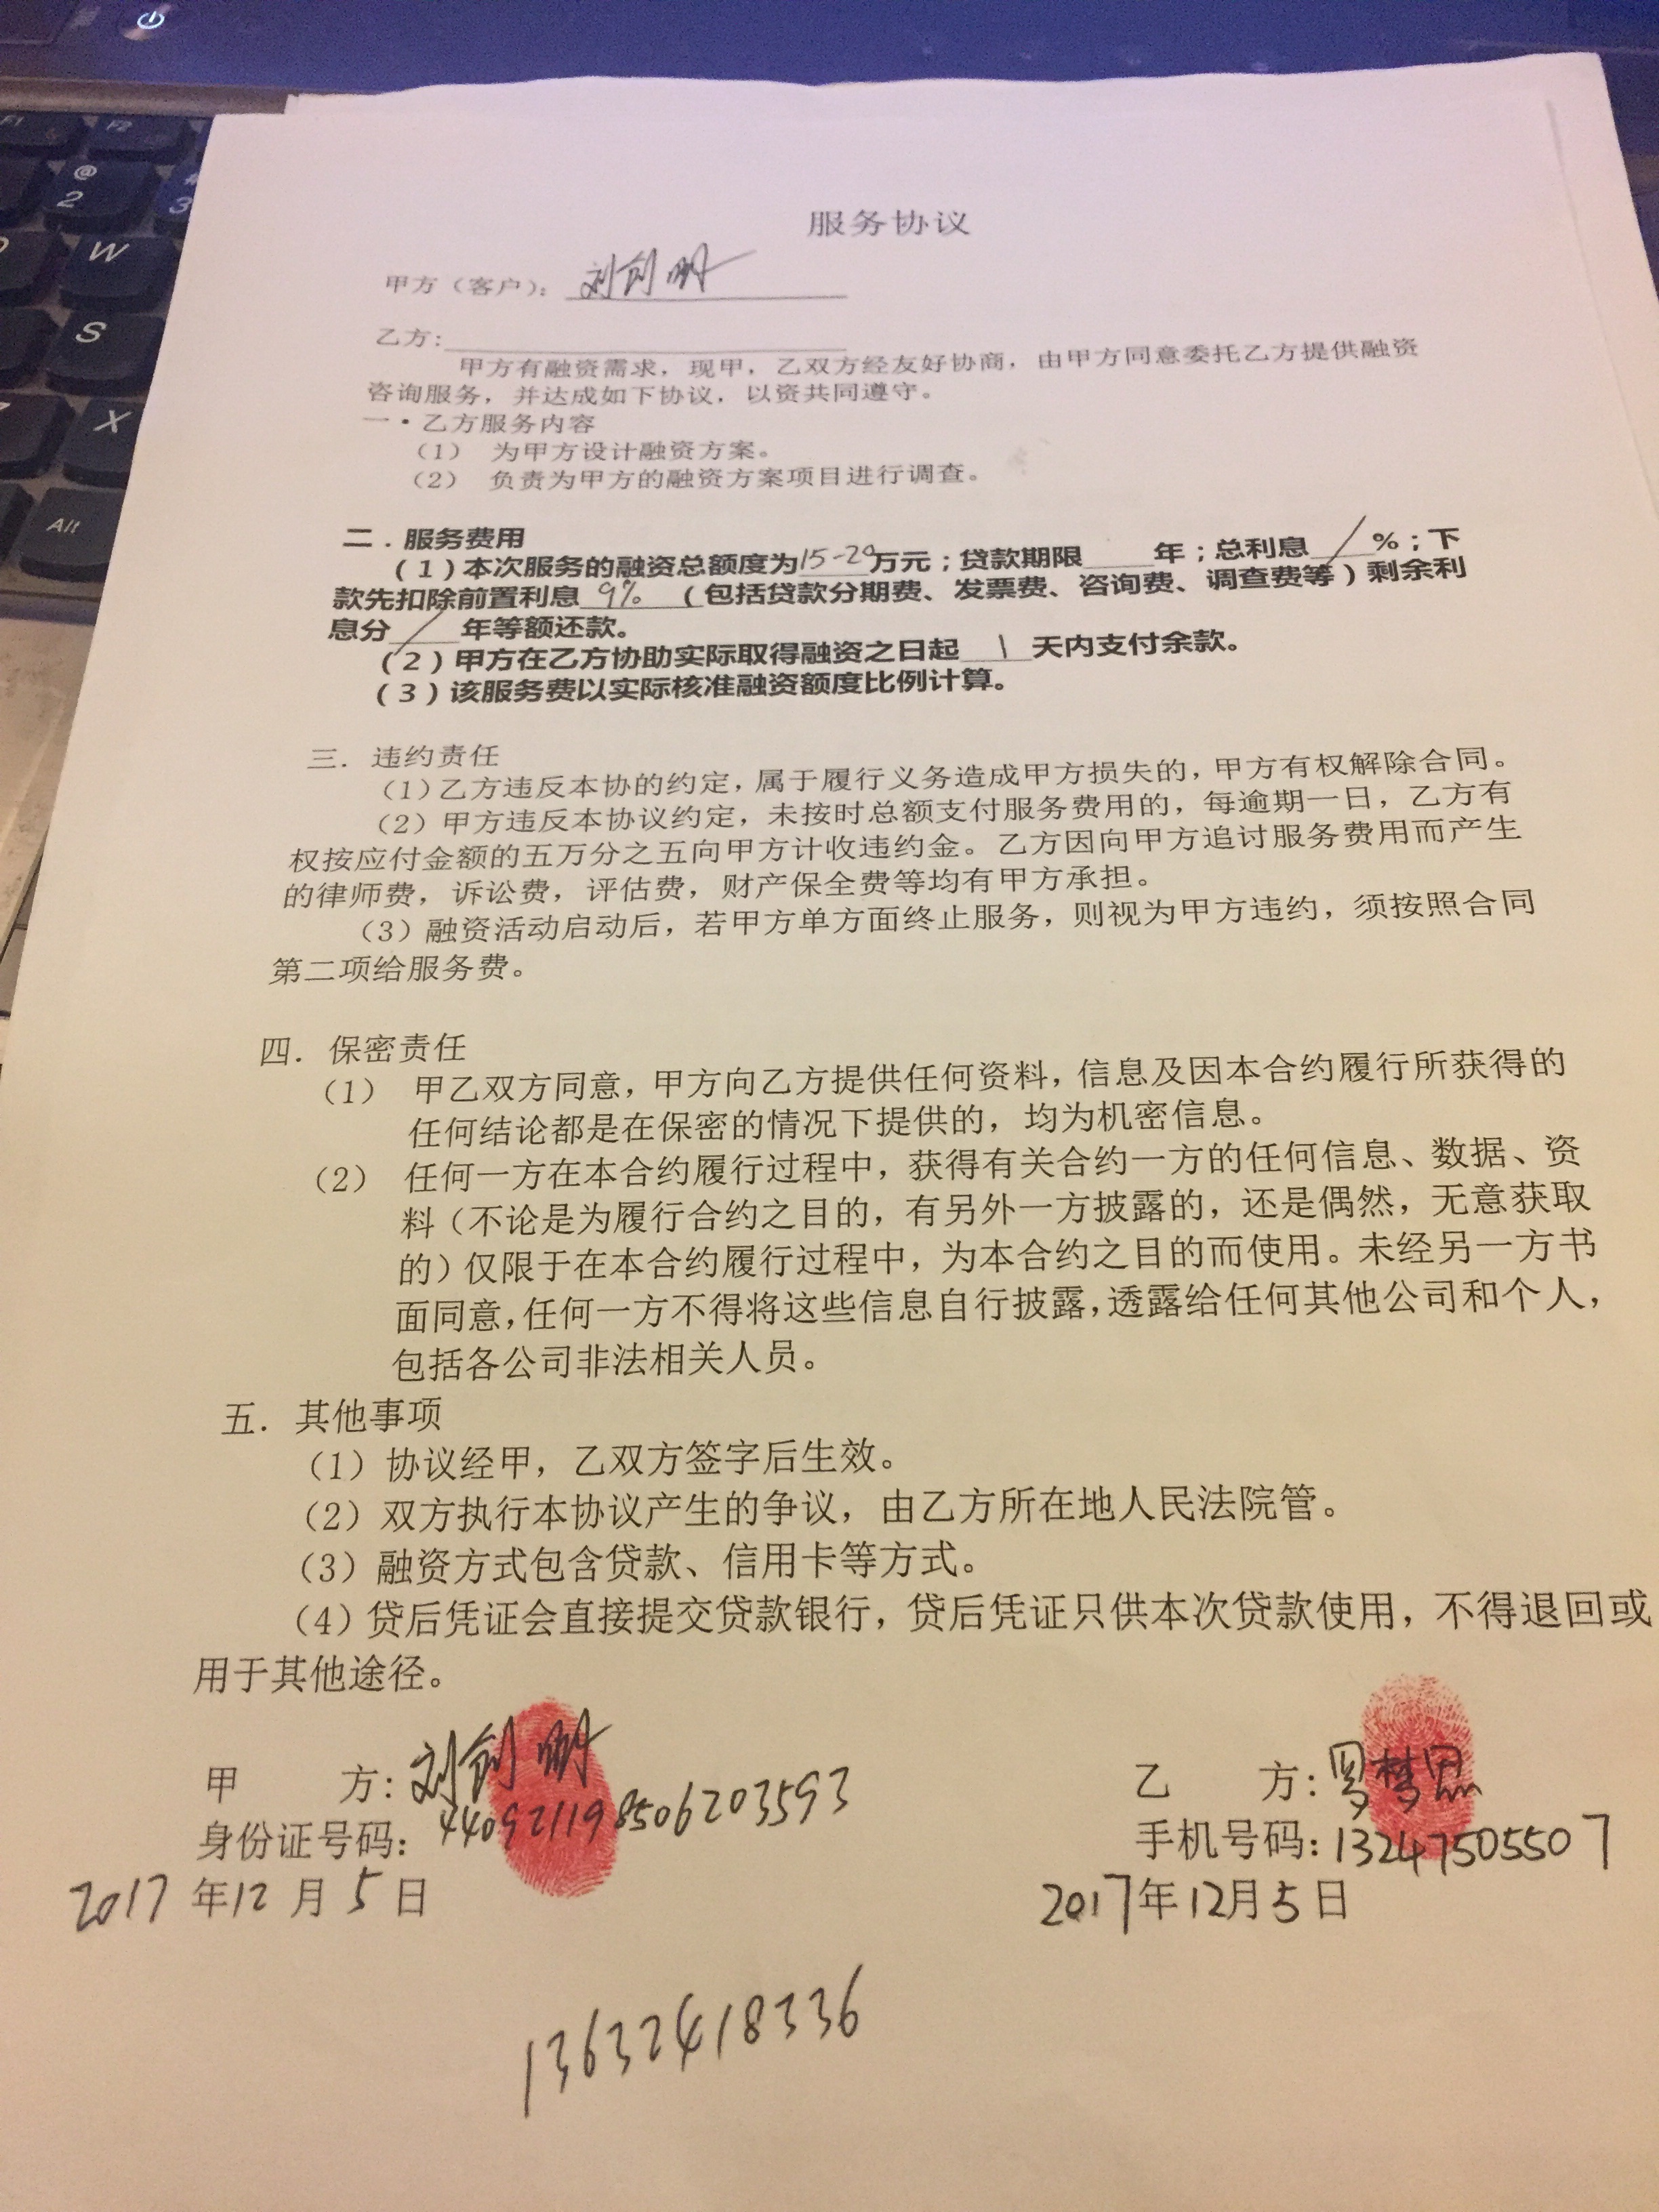 服务协议
甲方（客户）：刘剑明
乙方：
甲方有融资需求，现甲，乙双方经友好协商，由甲方同意委托乙方提供融资
咨询服务，并达成如下协议，以资共同遵守。
一·乙方服务内容
（1） 为甲方设计融资方案。
（2） 负责为甲方的融资方案项目进行调查。
二．服务费用
（1）本次服务的融资总额度为15-20万元；贷款期限 年；总利息 / %；下
款先扣除前置利息 9% （包括贷款分期费、发票费、咨询费、调查费等）剩余利
息分 / 年等额还款。
（2）甲方在乙方协助实际取得融资之日起 1 天内支付余款。
（3）该服务费以实际核准融资额度比例计算。
三．违约责任
（1）乙方违反本协的约定，属于履行义务造成甲方损失的，甲方有权解除合同。
（2）甲方违反本协议约定，未按时总额支付服务费用的，每逾期一日，乙方有
权按应付金额的五万分之五向甲方计收违约金。乙方因向甲方追讨服务费用而产生
的律师费，诉讼费，评估费，财产保全费等均有甲方承担。
（3）融资活动启动后，若甲方单方面终止服务，则视为甲方违约，须按照合同
第二项给服务费。
四．保密责任
（1） 甲乙双方同意，甲方向乙方提供任何资料，信息及因本合约履行所获得的
任何结论都是在保密的情况下提供的，均为机密信息。
（2） 任何一方在本合约履行过程中，获得有关合约一方的任何信息、数据、资
料（不论是为履行合约之目的，有另外一方披露的，还是偶然，无意获取
的）仅限于在本合约履行过程中，为本合约之目的而使用。未经另一方书
面同意，任何一方不得将这些信息自行披露，透露给任何其他公司和个人，
包括各公司非法相关人员。
五．其他事项
（1）协议经甲，乙双方签字后生效。
（2）双方执行本协议产生的争议，由乙方所在地人民法院管。
（3）融资方式包含贷款、信用卡等方式。
（4）贷后凭证会直接提交贷款银行，贷后凭证只供本次贷款使用，不得退回或
用于其他途径。
甲 方：刘剑明 乙 方：罗梦恩
身份证号码：440921198506203593 手机号码：13247505507
2017年12月5日 2017年12月5日
13632418336
F1 F2
@ 2 # 3
W
S
X
Alt